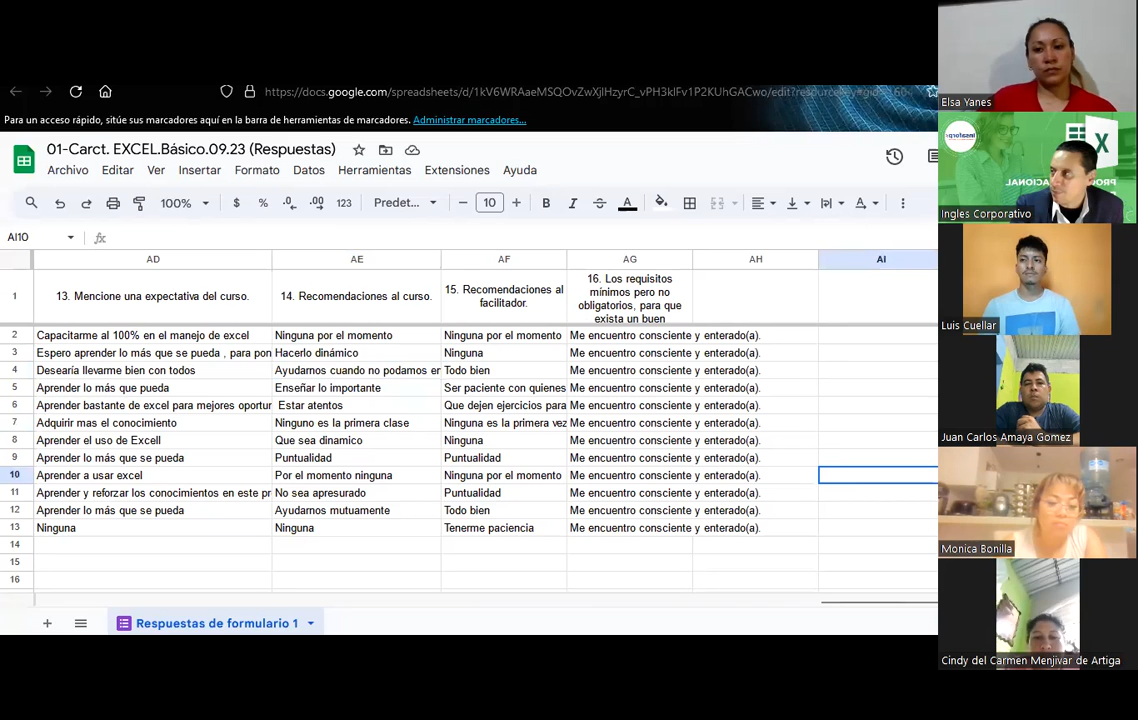 https://docs.google.com/spreadsheets/d/1kV6WRAaeMSQOvZwXjlHzyrC_vPH3klFv1P2KUhGACwo/edit?resourcekey#gid=160
Para un acceso rápido, sitúe sus marcadores aquí en la barra de herramientas de marcadores. Administrar marcadores...
01-Carct. EXCEL.Básico.09.23 (Respuestas)
Archivo Editar Ver Insertar Formato Datos Herramientas Extensiones Ayuda
100% $ % .0 .00 123 Predet... 10 B I A
AI10 fx
AD AE AF AG AH AI
1 13. Mencione una expectativa del curso. 14. Recomendaciones al curso. 15. Recomendaciones al facilitador. 16. Los requisitos mínimos pero no obligatorios, para que exista un buen
2 Capacitarme al 100% en el manejo de excel Ninguna por el momento Ninguna por el momento Me encuentro consciente y enterado(a).
3 Espero aprender lo más que se pueda , para pon Hacerlo dinámico Ninguna Me encuentro consciente y enterado(a).
4 Desearía llevarme bien con todos Ayudarnos cuando no podamos en Todo bien Me encuentro consciente y enterado(a).
5 Aprender lo más que pueda Enseñar lo importante Ser paciente con quienes Me encuentro consciente y enterado(a).
6 Aprender bastante de excel para mejores oportur Estar atentos Que dejen ejercicios para Me encuentro consciente y enterado(a).
7 Adquirir mas el conocimiento Ninguno es la primera clase Ninguna es la primera vez Me encuentro consciente y enterado(a).
8 Aprender el uso de Excell Que sea dinamico Ninguna Me encuentro consciente y enterado(a).
9 Aprender lo más que se pueda Puntualidad Puntualidad Me encuentro consciente y enterado(a).
10 Aprender a usar excel Por el momento ninguna Ninguna por el momento Me encuentro consciente y enterado(a).
11 Aprender y reforzar los conocimientos en este pr No sea apresurado Puntualidad Me encuentro consciente y enterado(a).
12 Aprender lo más que se pueda Ayudarnos mutuamente Todo bien Me encuentro consciente y enterado(a).
13 Ninguna Ninguna Tenerme paciencia Me encuentro consciente y enterado(a).
14
15
16
Respuestas de formulario 1
Elsa Yanes
insaforp
Ingles Corporativo
Luis Cuellar
Juan Carlos Amaya Gomez
Monica Bonilla
Cindy del Carmen Menjivar de Artiga